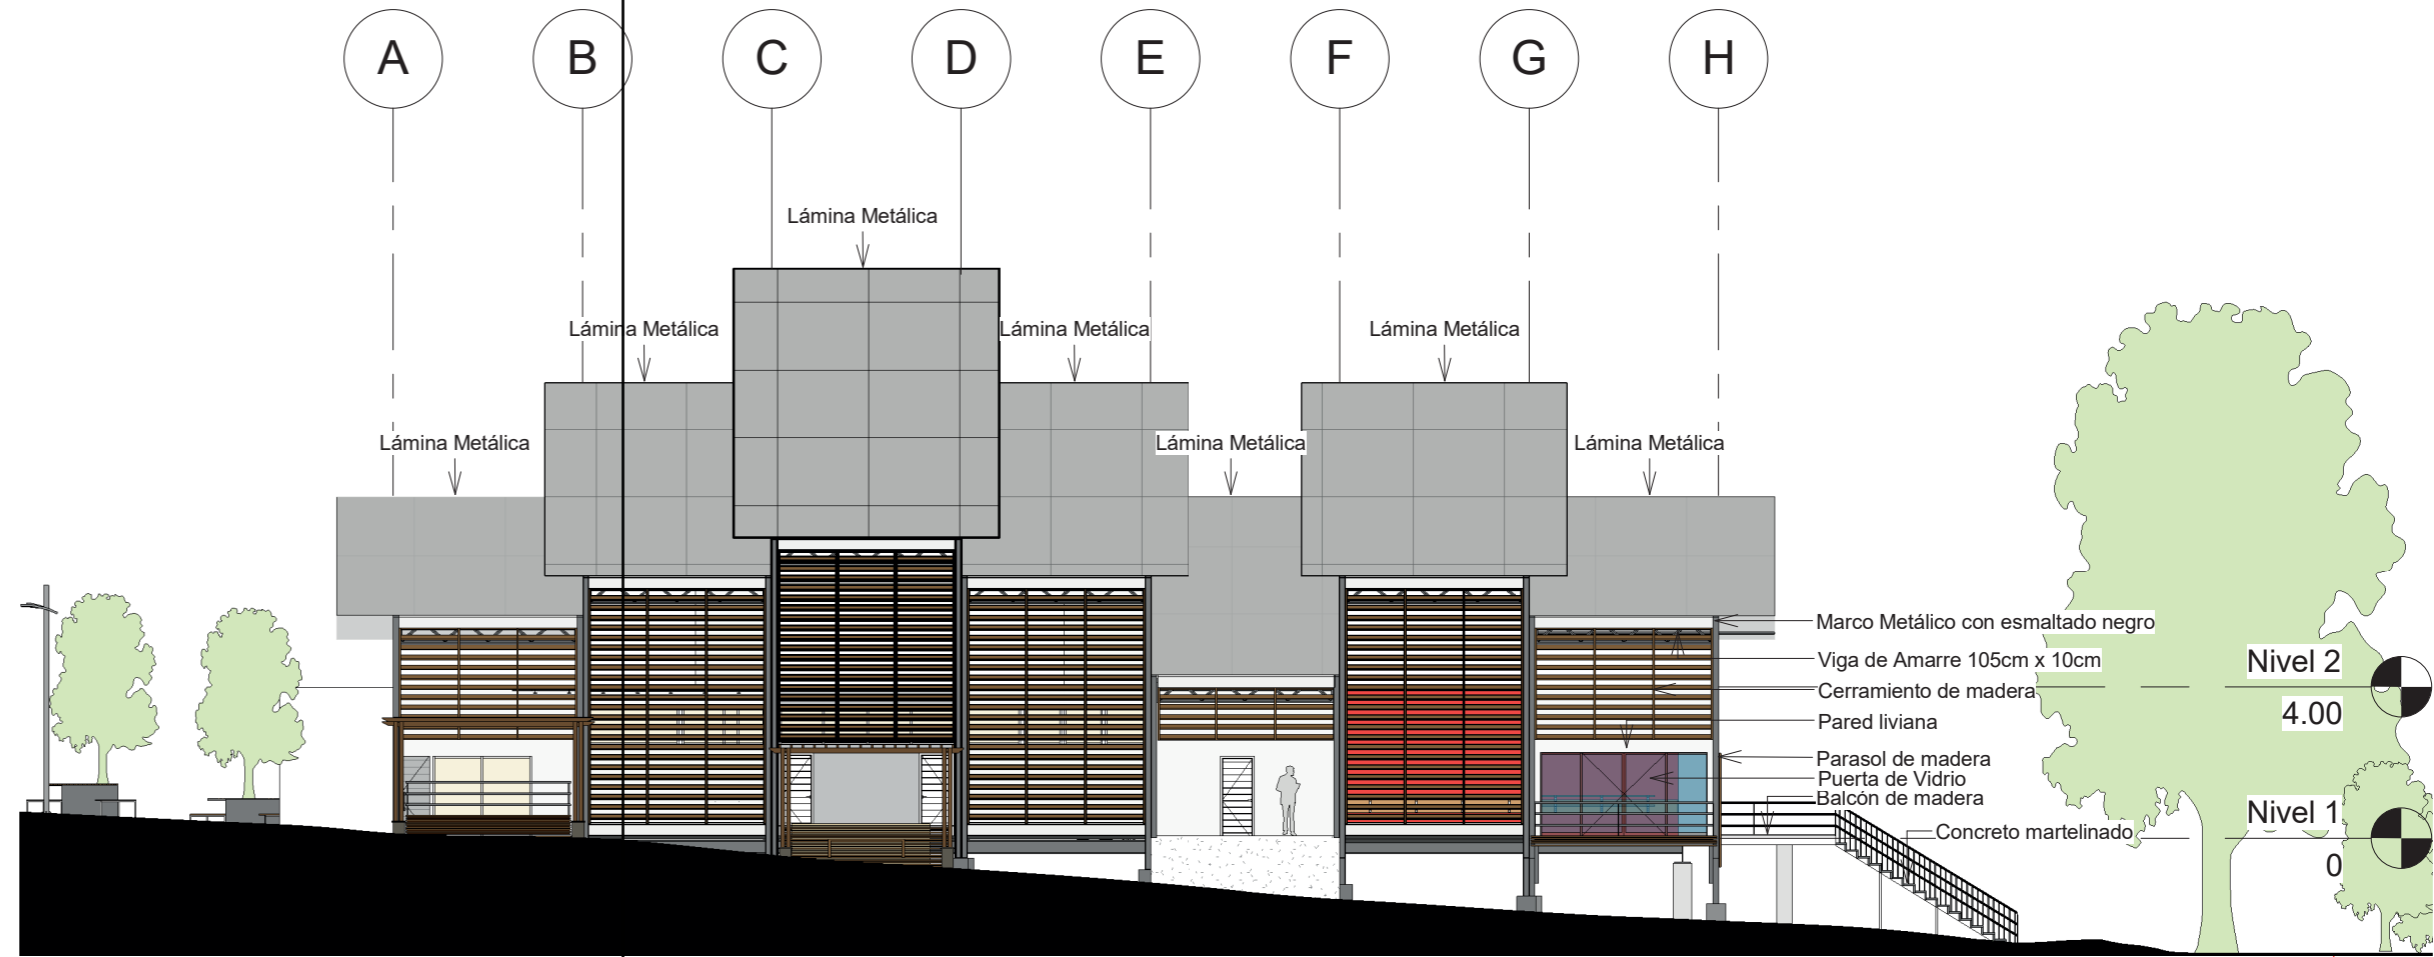 A B C D E F G H
Lámina Metálica
Lámina Metálica
Lámina Metálica
Lámina Metálica
Lámina Metálica
Lámina Metálica
Lámina Metálica
Marco Metálico con esmaltado negro
Viga de Amarre 105cm x 10cm
Cerramiento de madera
Pared liviana
Parasol de madera
Puerta de Vidrio
Balcón de madera
Concreto martelinado
Nivel 2
4.00
Nivel 1
0